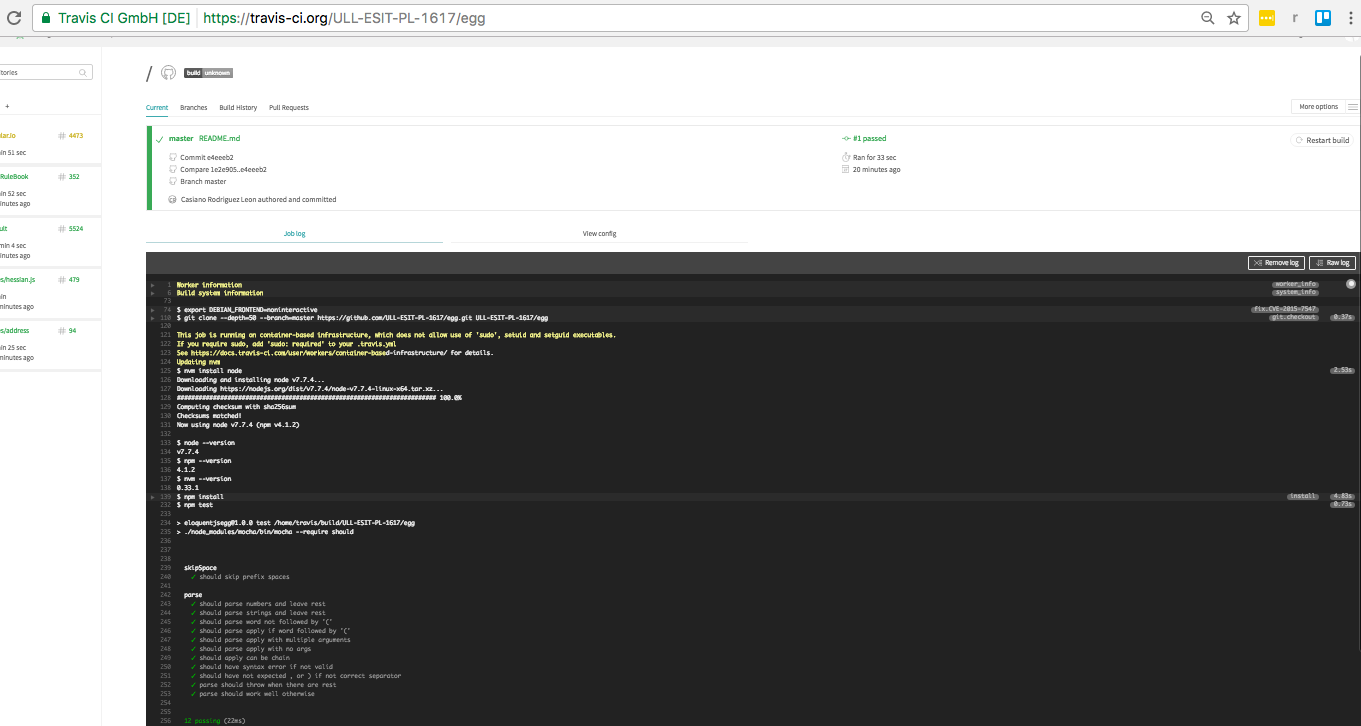 Travis CI GmbH [DE] https://travis-ci.org/ULL-ESIT-PL-1617/egg r
tories
+
# 4473
in 51 sec
RuleBook # 352
in 52 sec
inutes ago
ult # 5524
min 4 sec
inutes ago
s/hessian.js # 479
in
minutes ago
s/address # 94
in 25 sec
minutes ago
/ build unknown
Current Branches Build History Pull Requests More options
master README.md
Commit e4eeeb2
Compare 1e2e905..e4eeeb2
Branch master
Casiano Rodriguez Leon authored and committed
#1 passed
Ran for 33 sec
20 minutes ago
Restart build
Job log View config
Remove log Raw log
1 Worker information worker_info
6 Build system information system_info
73
74 $ export DEBIAN_FRONTEND=noninteractive fix.CVE-2015-7547
110 $ git clone --depth=50 --branch=master https://github.com/ULL-ESIT-PL-1617/egg.git ULL-ESIT-PL-1617/egg git.checkout 0.37s
120
121 This job is running on container-based infrastructure, which does not allow use of 'sudo', setuid and setguid executables.
122 If you require sudo, add 'sudo: required' to your .travis.yml
123 See https://docs.travis-ci.com/user/workers/container-based-infrastructure/ for details.
124 Updating nvm
125 $ nvm install node 2.53s
126 Downloading and installing node v7.7.4...
127 Downloading https://nodejs.org/dist/v7.7.4/node-v7.7.4-linux-x64.tar.xz...
128 ######################################################################## 100.0%
129 Computing checksum with sha256sum
130 Checksums matched!
131 Now using node v7.7.4 (npm v4.1.2)
132
133 $ node --version
134 v7.7.4
135 $ npm --version
136 4.1.2
137 $ nvm --version
138 0.33.1
139 $ npm install install 4.83s
232 $ npm test 0.73s
233
234 > eloquentjsegg@1.0.0 test /home/travis/build/ULL-ESIT-PL-1617/egg
235 > ./node_modules/mocha/bin/mocha --require should
236
237
238
239 skipSpace
240 ✓ should skip prefix spaces
241
242 parse
243 ✓ should parse numbers and leave rest
244 ✓ should parse strings and leave rest
245 ✓ should parse word not followed by "("
246 ✓ should parse apply if word followed by "("
247 ✓ should parse apply with multiple arguments
248 ✓ should parse apply with no args
249 ✓ should apply can be chain
250 ✓ should have syntax error if not valid
251 ✓ should have not expected , or ) if not correct separator
252 ✓ parse should throw when there are rest
253 ✓ parse should work well otherwise
254
255
256 12 passing (22ms)